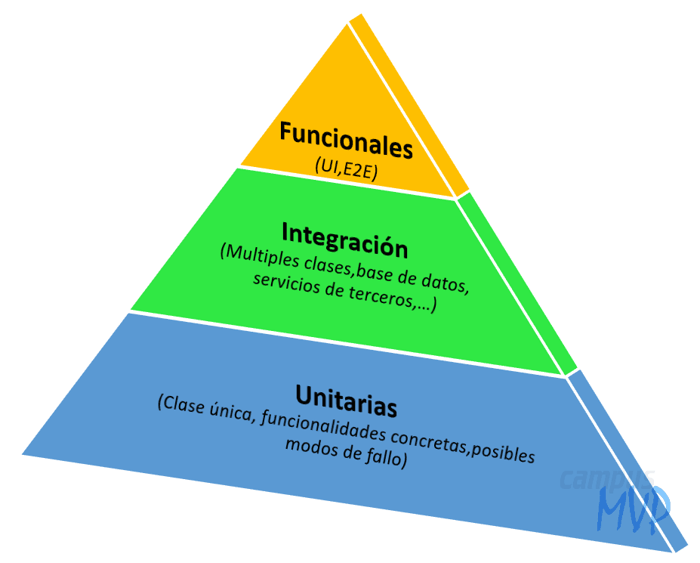 Funcionales
(UI,E2E)
Integración
(Multiples clases,base de datos,
servicios de terceros,...)
Unitarias
(Clase única, funcionalidades concretas,posibles
modos de fallo)
campus
MVP